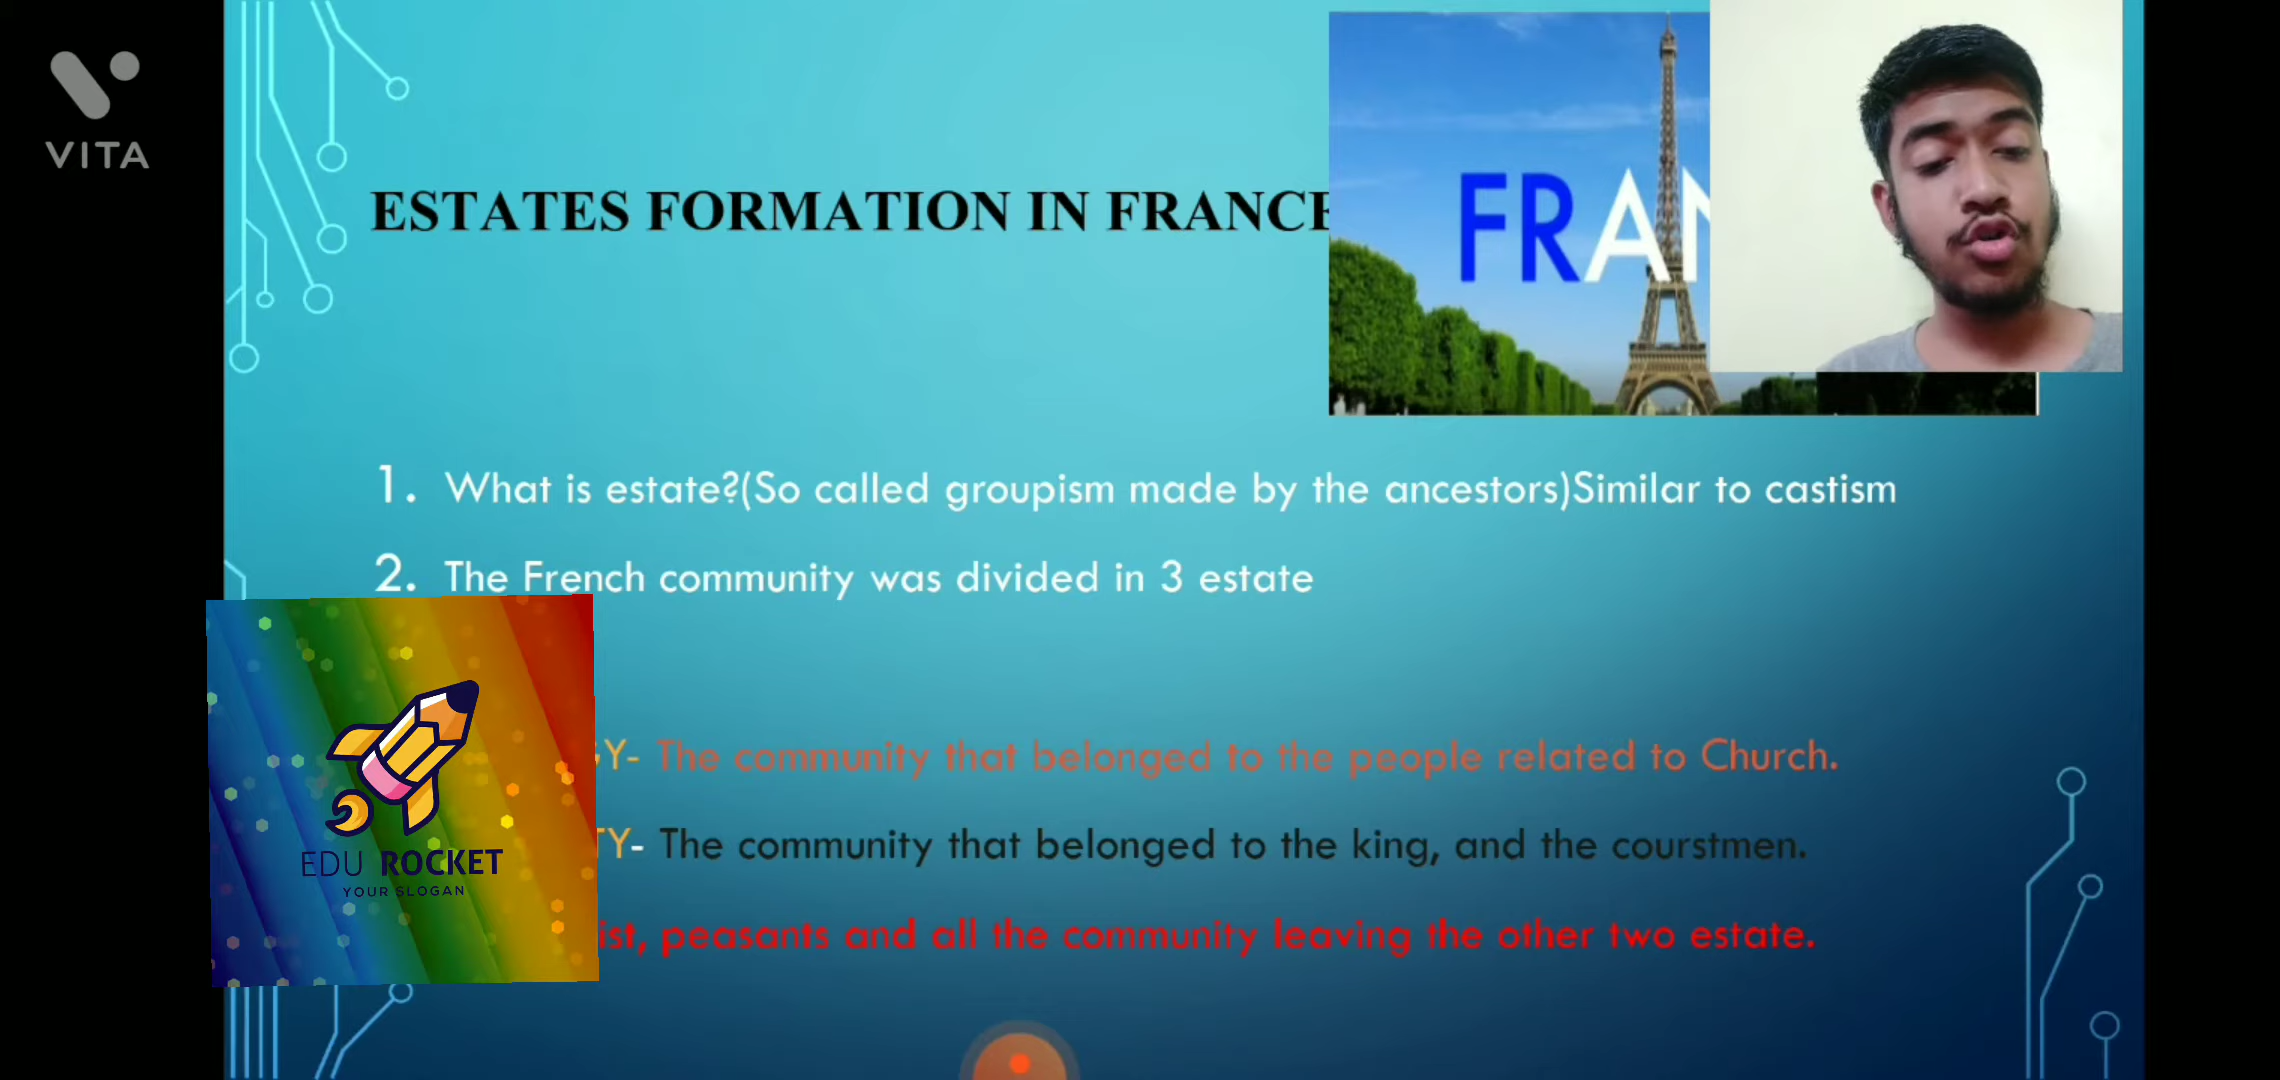 VITA
ESTATES FORMATION IN FRANCE
FRAN
1. What is estate?(So called groupism made by the ancestors)Similar to castism
2. The French community was divided in 3 estate
GY- The community that belonged to the people related to Church.
TY- The community that belonged to the king, and the courstmen.
ist, peasants and all the community leaving the other two estate.
EDU ROCKET
YOUR SLOGAN